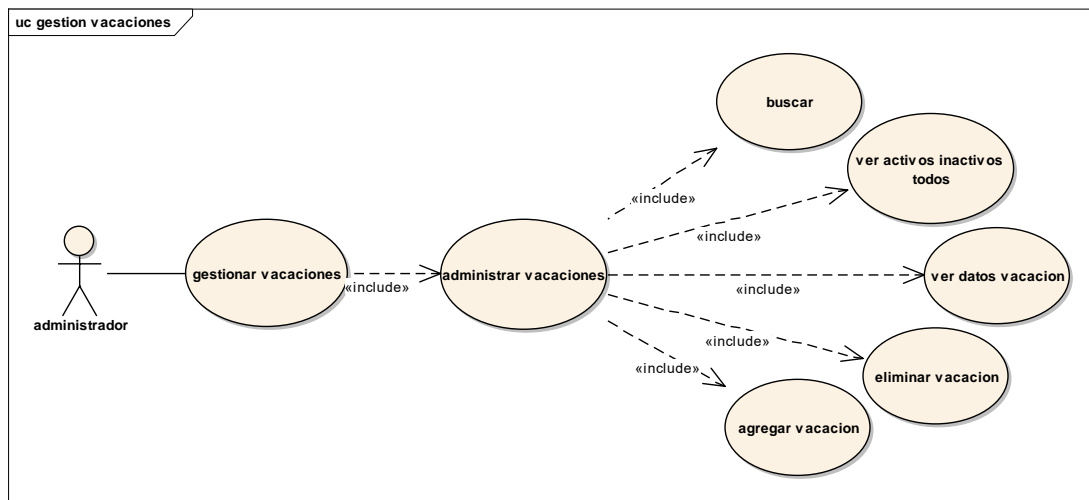 uc gestion vacaciones
buscar
ver activos inactivos
todos
«include»
«include»
gestionar vacaciones
«include»
administrar vacaciones
«include»
ver datos vacacion
administrador
«include»
«include»
eliminar vacacion
agregar vacacion